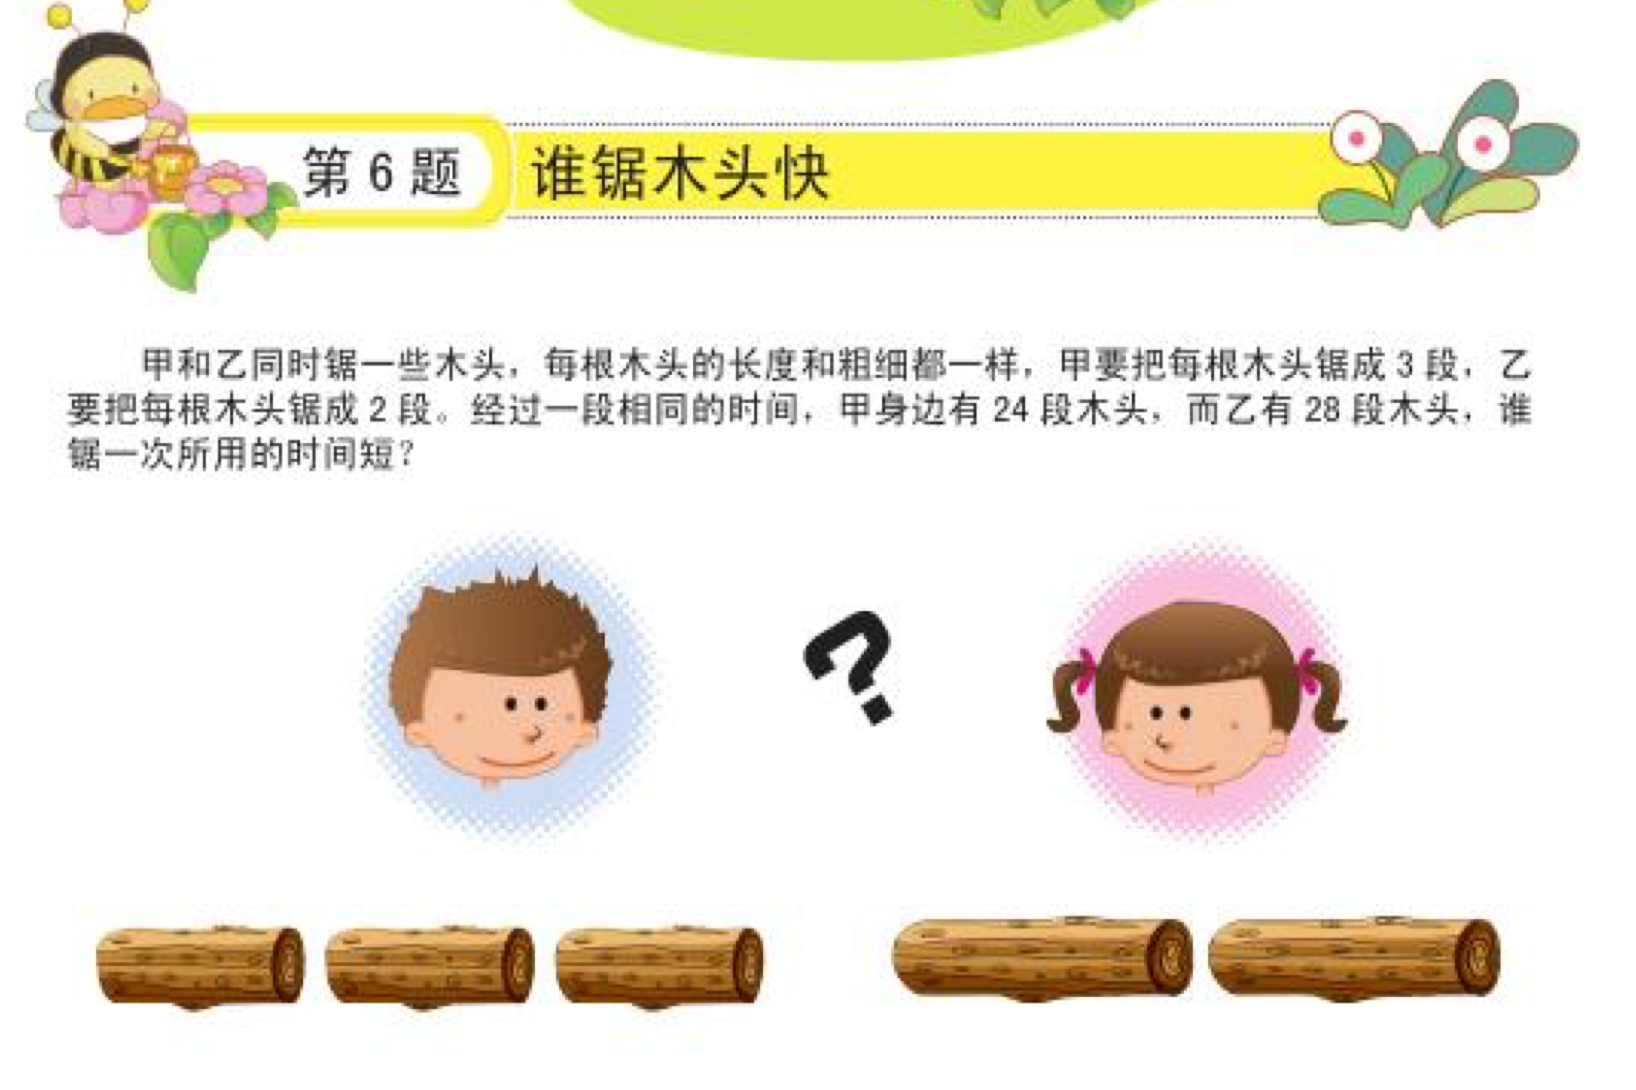 第6题 谁锯木头快
甲和乙同时锯一些木头，每根木头的长度和粗细都一样，甲要把每根木头锯成3段，乙
要把每根木头锯成2段。经过一段相同的时间，甲身边有24段木头，而乙有28段木头，谁
锯一次所用的时间短？
?